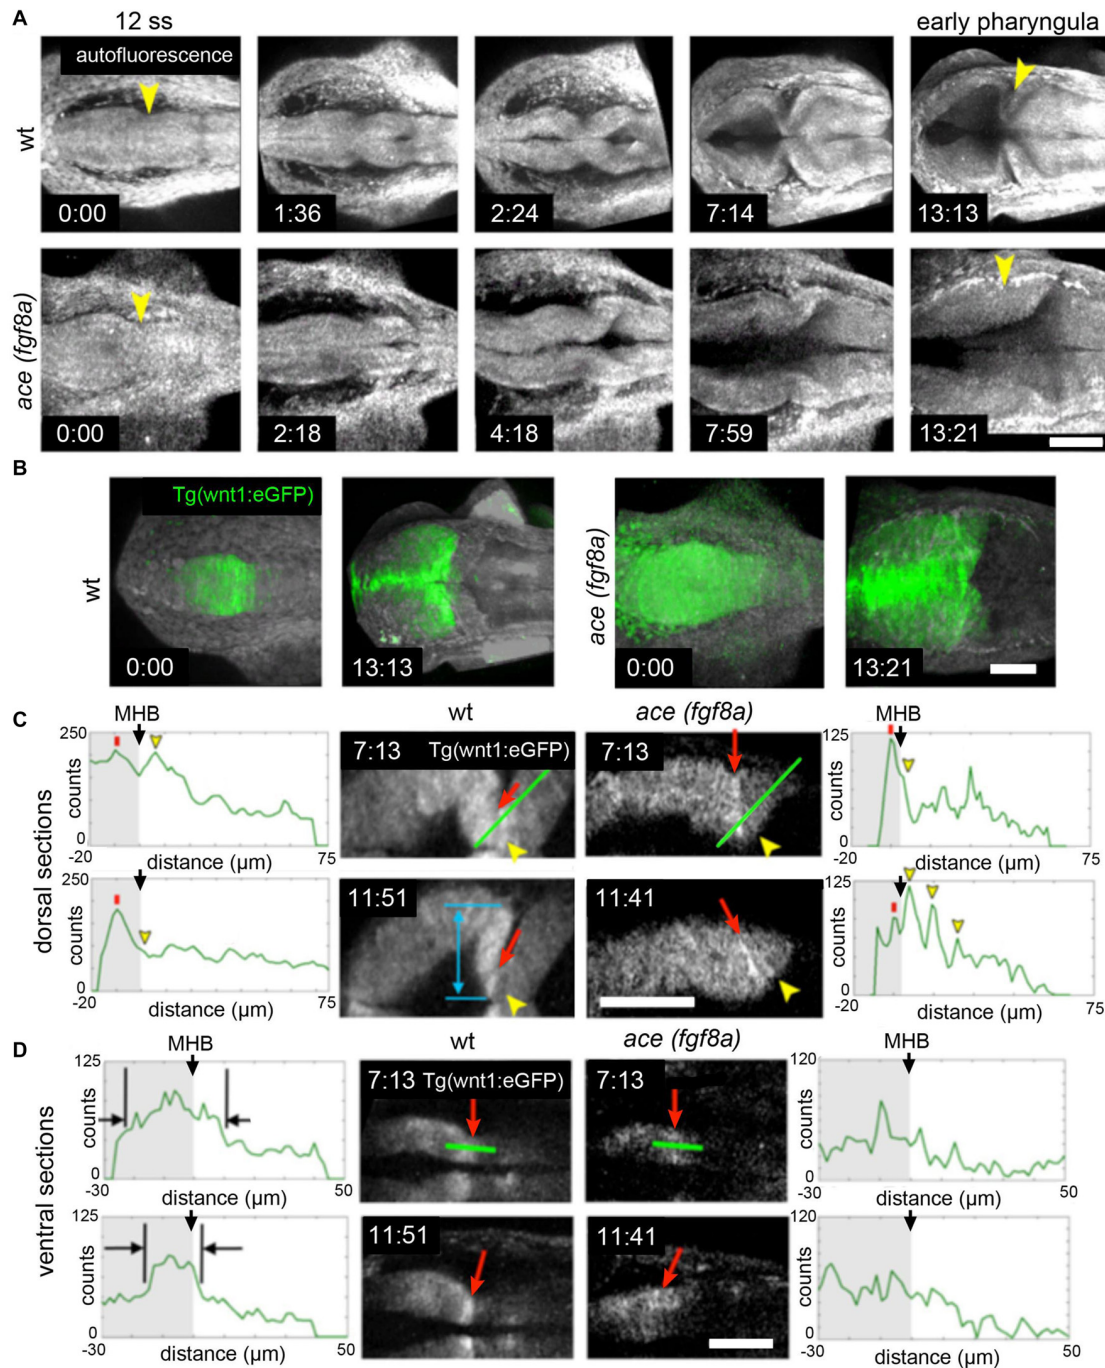 A
12 ss
early pharyngula
autofluorescence
wt
0:00
1:36
2:24
7:14
13:13
ace (fgf8a)
0:00
2:18
4:18
7:59
13:21
B
Tg(wnt1:eGFP)
wt
0:00
13:13
ace (fgf8a)
0:00
13:21
C
MHB
wt
ace (fgf8a)
MHB
dorsal sections
250
counts
0
-20
distance (µm)
75
7:13
Tg(wnt1:eGFP)
7:13
125
counts
0
-20
distance (µm)
75
250
counts
0
-20
distance (µm)
75
11:51
11:41
125
counts
0
-20
distance (µm)
75
D
MHB
wt
ace (fgf8a)
MHB
ventral sections
125
counts
0
-30
distance (µm)
50
7:13
Tg(wnt1:eGFP)
7:13
120
counts
0
-30
distance (µm)
50
125
counts
0
-30
distance (µm)
50
11:51
11:41
120
counts
0
-30
distance (µm)
50